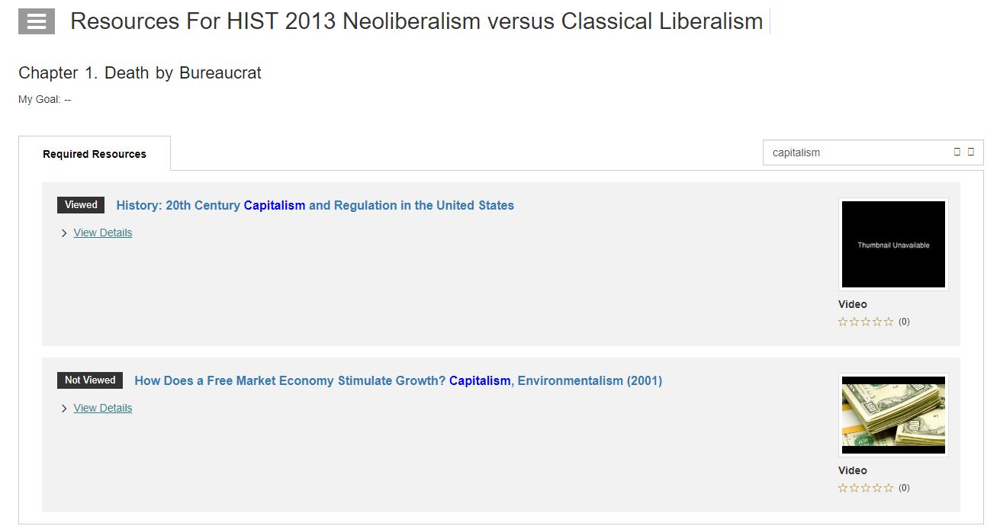 Resources For HIST 2013 Neoliberalism versus Classical Liberalism
Chapter 1. Death by Bureaucrat
My Goal: --
Required Resources
capitalism
Viewed
History: 20th Century Capitalism and Regulation in the United States
View Details
Thumbnail Unavailable
Video
(0)
Not Viewed
How Does a Free Market Economy Stimulate Growth? Capitalism, Environmentalism (2001)
View Details
Video
(0)